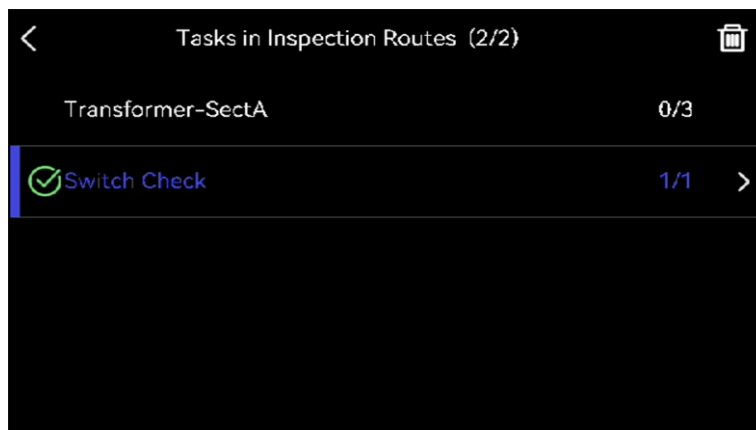 Tasks in Inspection Routes (2/2)
Transformer-SectA 0/3
Switch Check 1/1